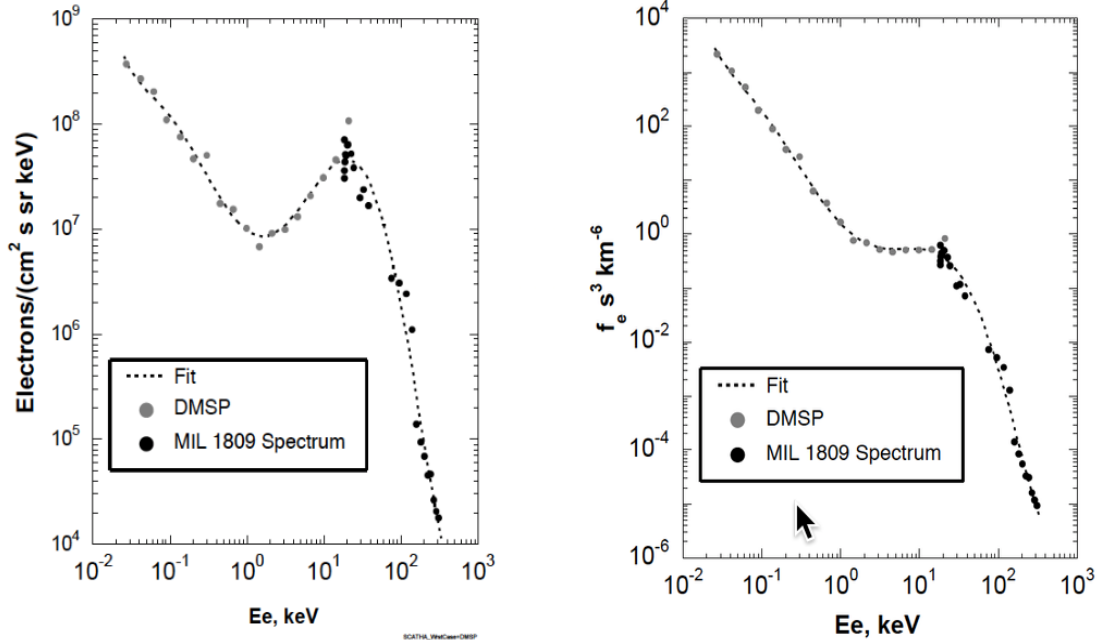 10^9
10^8
10^7
10^6
10^5
10^4
Electrons/(cm^2 s sr keV)
Fit
DMSP
MIL 1809 Spectrum
10^-2 10^-1 10^0 10^1 10^2 10^3
Ee, keV
SCATHA_WrstCase+DMSP
10^4
10^2
10^0
10^-2
10^-4
10^-6
f_e s^3 km^-6
Fit
DMSP
MIL 1809 Spectrum
10^-2 10^-1 10^0 10^1 10^2 10^3
Ee, keV